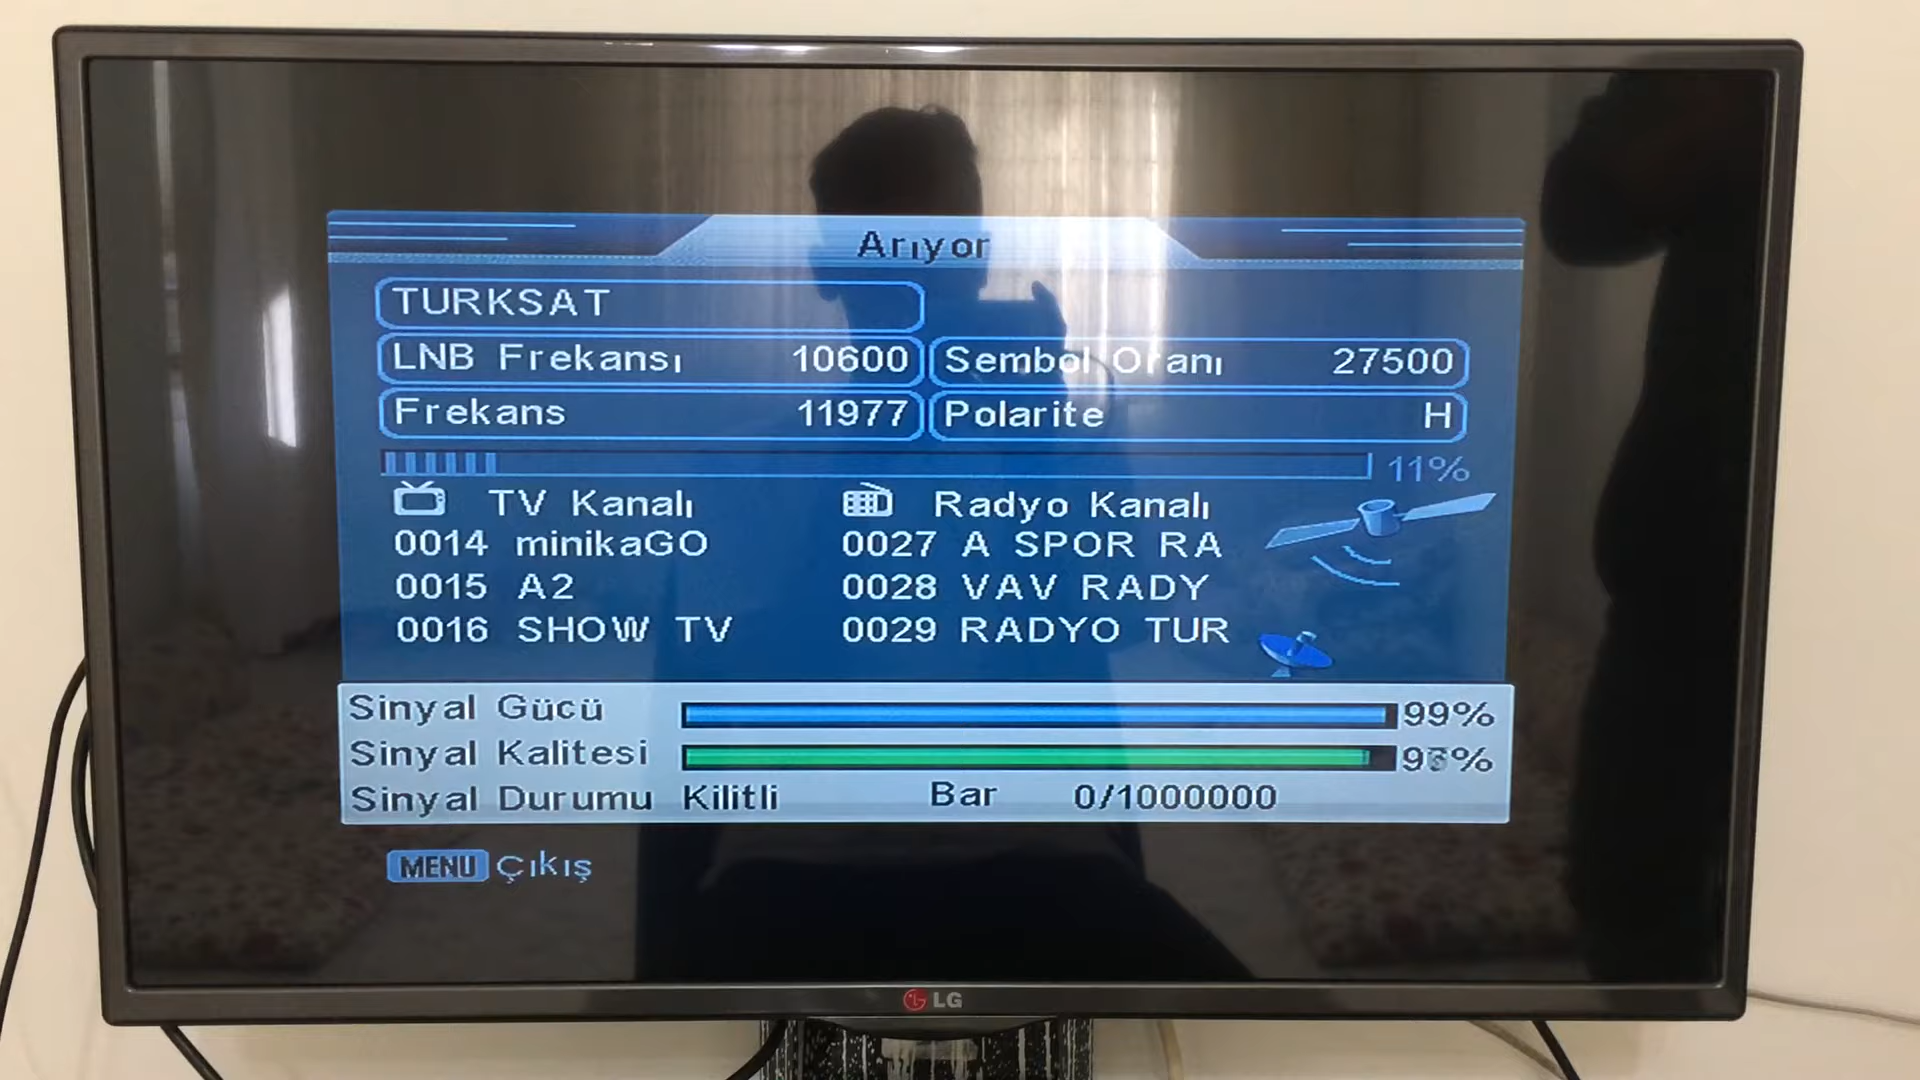 Arıyor
TURKSAT
LNB Frekansı 10600 Sembol Oranı 27500
Frekans 11977 Polarite H
11%
TV Kanalı Radyo Kanalı
0014 minikaGO 0027 A SPOR RA
0015 A2 0028 VAV RADY
0016 SHOW TV 0029 RADYO TUR
Sinyal Gücü 99%
Sinyal Kalitesi
Sinyal Durumu Kilitli Bar 0/1000000
MENU Çıkış
LG